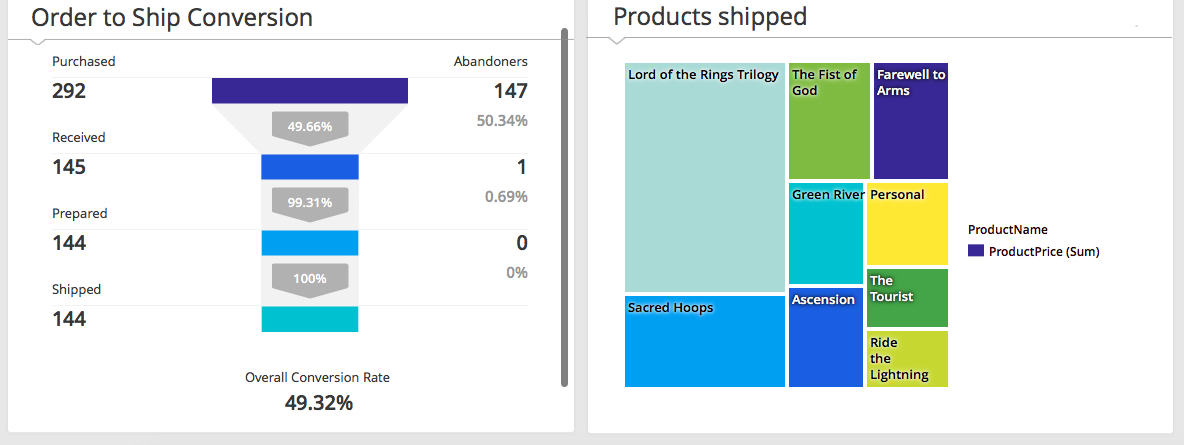 Order to Ship Conversion
Purchased
Abandoners
292
147
49.66%
50.34%
Received
145
1
99.31%
0.69%
Prepared
144
0
100%
0%
Shipped
144
Overall Conversion Rate
49.32%
Products shipped
Lord of the Rings Trilogy
The Fist of
God
Farewell to
Arms
Green River
Personal
Sacred Hoops
Ascension
The
Tourist
Ride
the
Lightning
ProductName
ProductPrice (Sum)